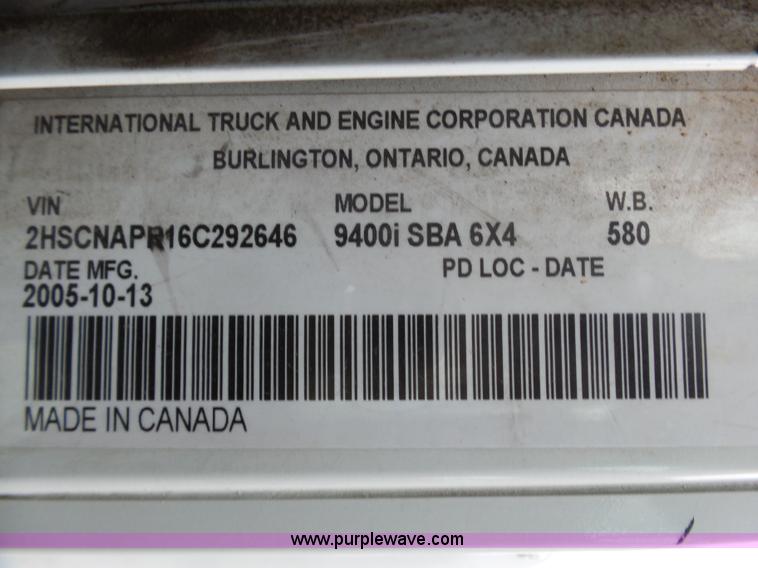 INTERNATIONAL TRUCK AND ENGINE CORPORATION CANADA
BURLINGTON, ONTARIO, CANADA
VIN MODEL W.B.
2HSCNAPR16C292646 9400i SBA 6X4 580
DATE MFG. PD LOC - DATE
2005-10-13
MADE IN CANADA
www.purplewave.com